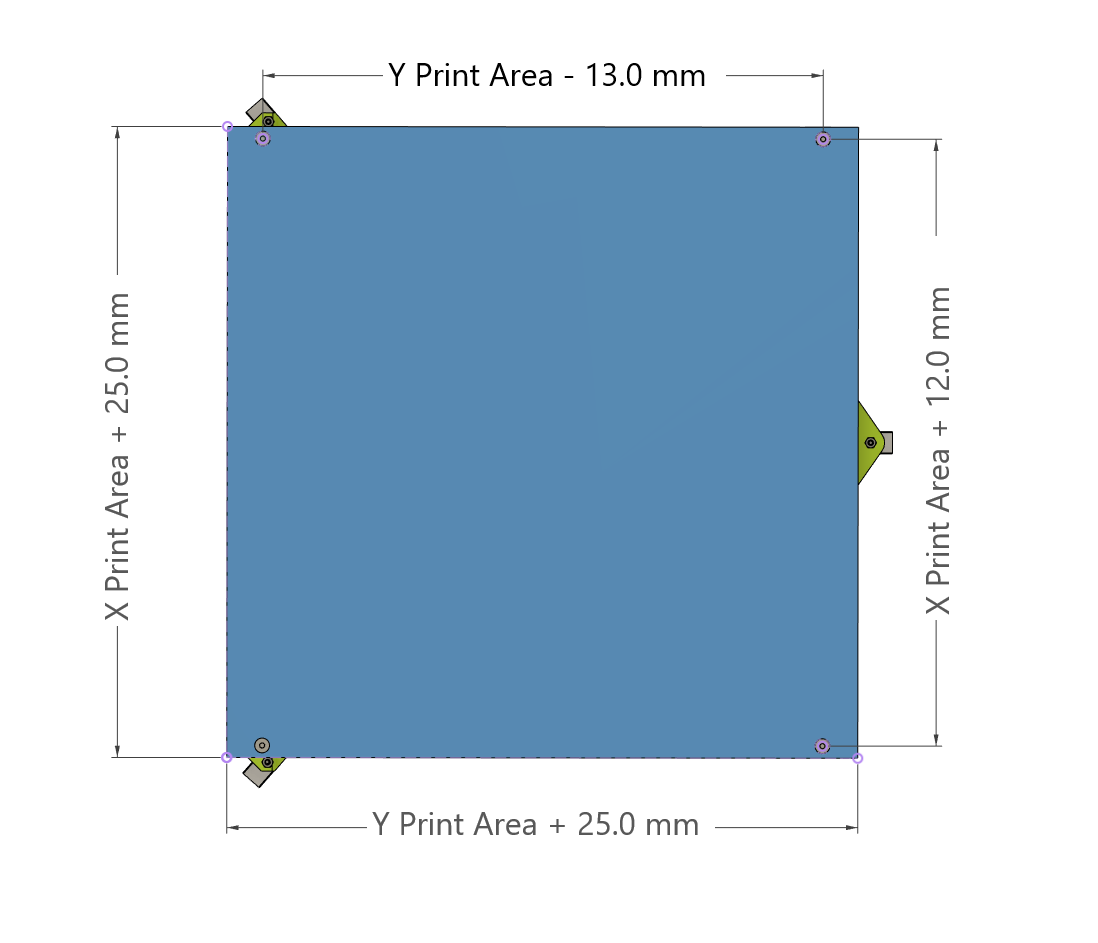 Y Print Area - 13.0 mm
X Print Area + 25.0 mm
X Print Area + 12.0 mm
Y Print Area + 25.0 mm